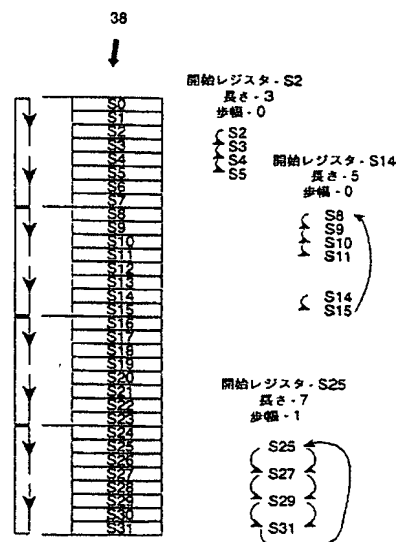 38
S0
S1
S2
S3
S4
S5
S6
S7
S8
S9
S10
S11
S12
S13
S14
S15
S16
S17
S18
S19
S20
S21
S22
S23
S24
S25
S26
S27
S28
S29
S30
S31
開始レジスタ - S2
長さ - 3
歩幅 - 0
S2
S3
S4
S5
開始レジスタ - S14
長さ - 5
歩幅 - 0
S8
S9
S10
S11
S14
S15
開始レジスタ - S25
長さ - 7
歩幅 - 1
S25
S27
S29
S31